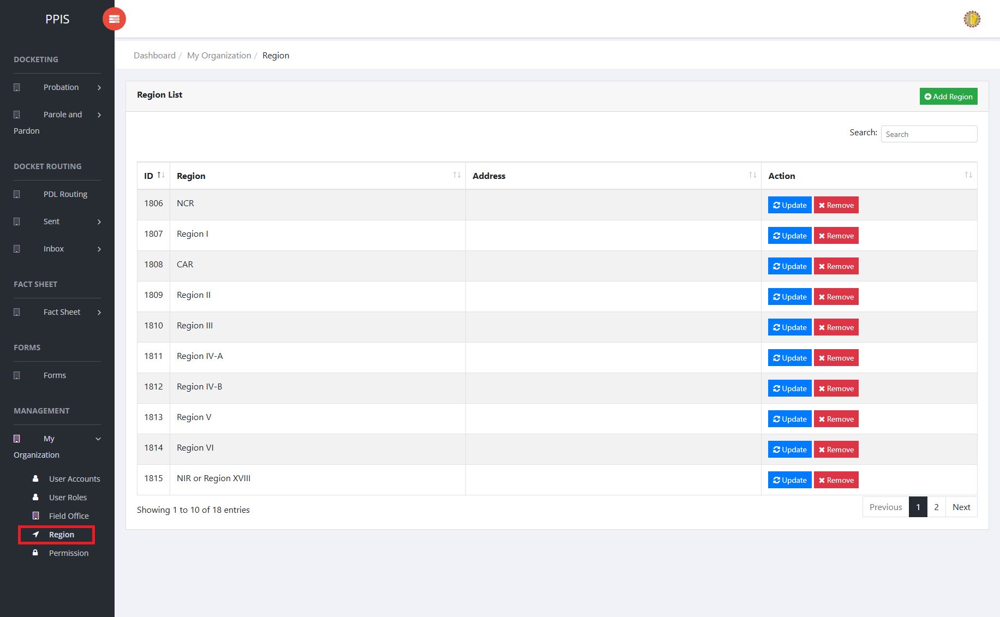 PPIS
DOCKETING
Probation
Parole and
Pardon
DOCKET ROUTING
PDL Routing
Sent
Inbox
FACT SHEET
Fact Sheet
FORMS
Forms
MANAGEMENT
My
Organization
User Accounts
User Roles
Field Office
Region
Permission
Dashboard / My Organization / Region
Region List
Add Region
Search: Search
ID Region Address Action
1806 NCR Update Remove
1807 Region I Update Remove
1808 CAR Update Remove
1809 Region II Update Remove
1810 Region III Update Remove
1811 Region IV-A Update Remove
1812 Region IV-B Update Remove
1813 Region V Update Remove
1814 Region VI Update Remove
1815 NIR or Region XVIII Update Remove
Showing 1 to 10 of 18 entries
Previous 1 2 Next